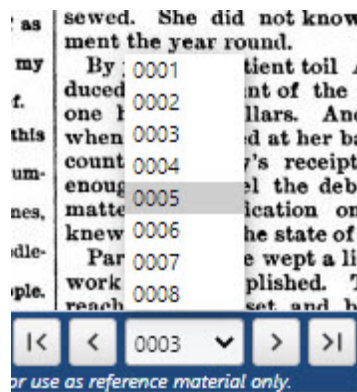 as
my
f.
this
um-
nes,
dle-
ple.
sewed. She did not know
ment the year round.
By tient toil
duced nt of the
one llars. An
when d at her ba
count y's receipt
enoug el the deb
matte ication on
knew he state of
Par e wept a li
work plished.
reach set and b
0001
0002
0003
0004
0005
0006
0007
0008
0003
or use as reference material only.